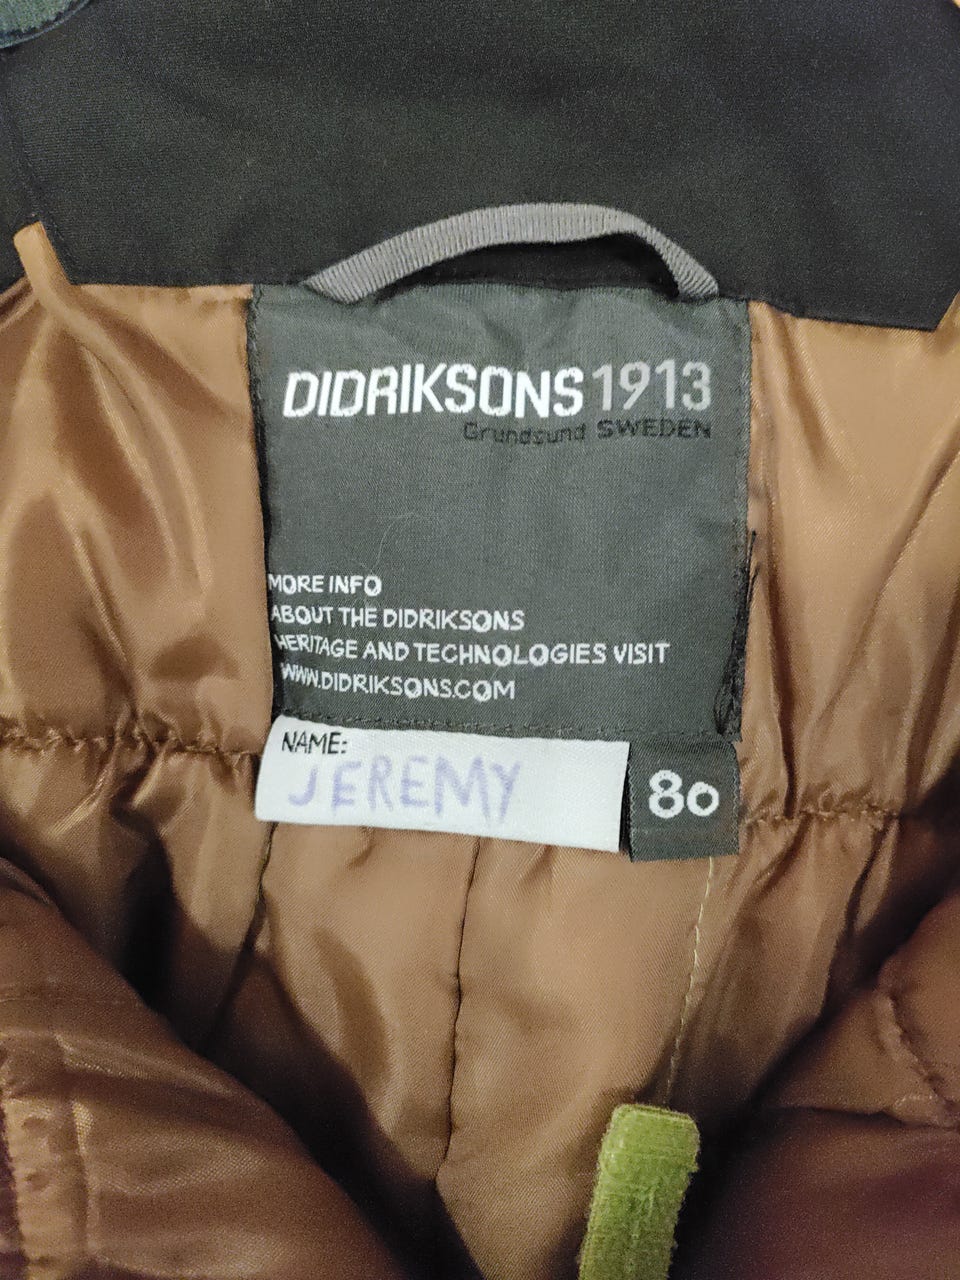 DIDRIKSONS 1913
Grundsund SWEDEN
MORE INFO
ABOUT THE DIDRIKSONS
HERITAGE AND TECHNOLOGIES VISIT
WWW.DIDRIKSONS.COM
NAME:
JEREMY
80